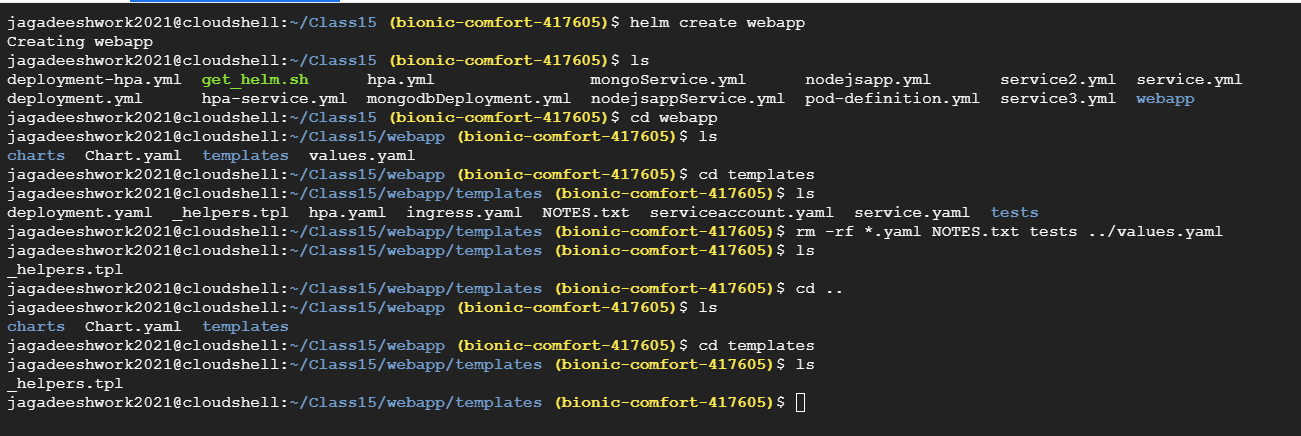 jagadeeshwork2021@cloudshell:~/Class15 (bionic-comfort-417605)$ helm create webapp
Creating webapp
jagadeeshwork2021@cloudshell:~/Class15 (bionic-comfort-417605)$ ls
deployment-hpa.yml  get_helm.sh      hpa.yml                mongoService.yml      nodejsapp.yml       service2.yml  service.yml
deployment.yml      hpa-service.yml  mongodbDeployment.yml  nodejsappService.yml  pod-definition.yml  service3.yml  webapp
jagadeeshwork2021@cloudshell:~/Class15 (bionic-comfort-417605)$ cd webapp
jagadeeshwork2021@cloudshell:~/Class15/webapp (bionic-comfort-417605)$ ls
charts  Chart.yaml  templates  values.yaml
jagadeeshwork2021@cloudshell:~/Class15/webapp (bionic-comfort-417605)$ cd templates
jagadeeshwork2021@cloudshell:~/Class15/webapp/templates (bionic-comfort-417605)$ ls
deployment.yaml  _helpers.tpl  hpa.yaml  ingress.yaml  NOTES.txt  serviceaccount.yaml  service.yaml  tests
jagadeeshwork2021@cloudshell:~/Class15/webapp/templates (bionic-comfort-417605)$ rm -rf *.yaml NOTES.txt tests ../values.yaml
jagadeeshwork2021@cloudshell:~/Class15/webapp/templates (bionic-comfort-417605)$ ls
_helpers.tpl
jagadeeshwork2021@cloudshell:~/Class15/webapp/templates (bionic-comfort-417605)$ cd ..
jagadeeshwork2021@cloudshell:~/Class15/webapp (bionic-comfort-417605)$ ls
charts  Chart.yaml  templates
jagadeeshwork2021@cloudshell:~/Class15/webapp (bionic-comfort-417605)$ cd templates
jagadeeshwork2021@cloudshell:~/Class15/webapp/templates (bionic-comfort-417605)$ ls
_helpers.tpl
jagadeeshwork2021@cloudshell:~/Class15/webapp/templates (bionic-comfort-417605)$